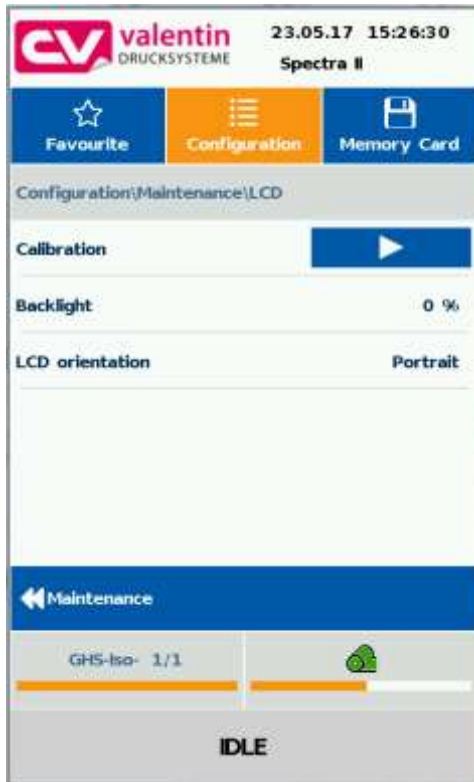 CV valentin 23.05.17 15:26:30
DRUCKSYSTEME Spectra II
Favourite Configuration Memory Card
Configuration\Maintenance\LCD
Calibration
Backlight 0 %
LCD orientation Portrait
Maintenance
GHS-Iso- 1/1
IDLE